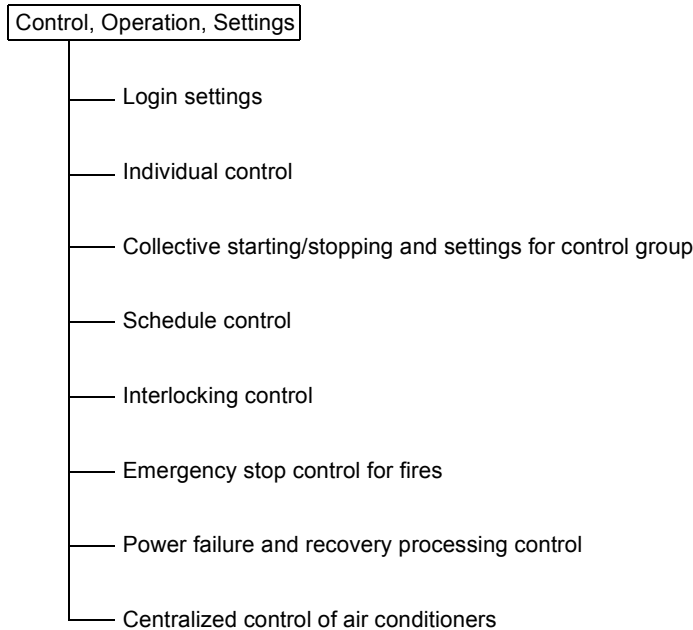 Control, Operation, Settings
Login settings
Individual control
Collective starting/stopping and settings for control group
Schedule control
Interlocking control
Emergency stop control for fires
Power failure and recovery processing control
Centralized control of air conditioners